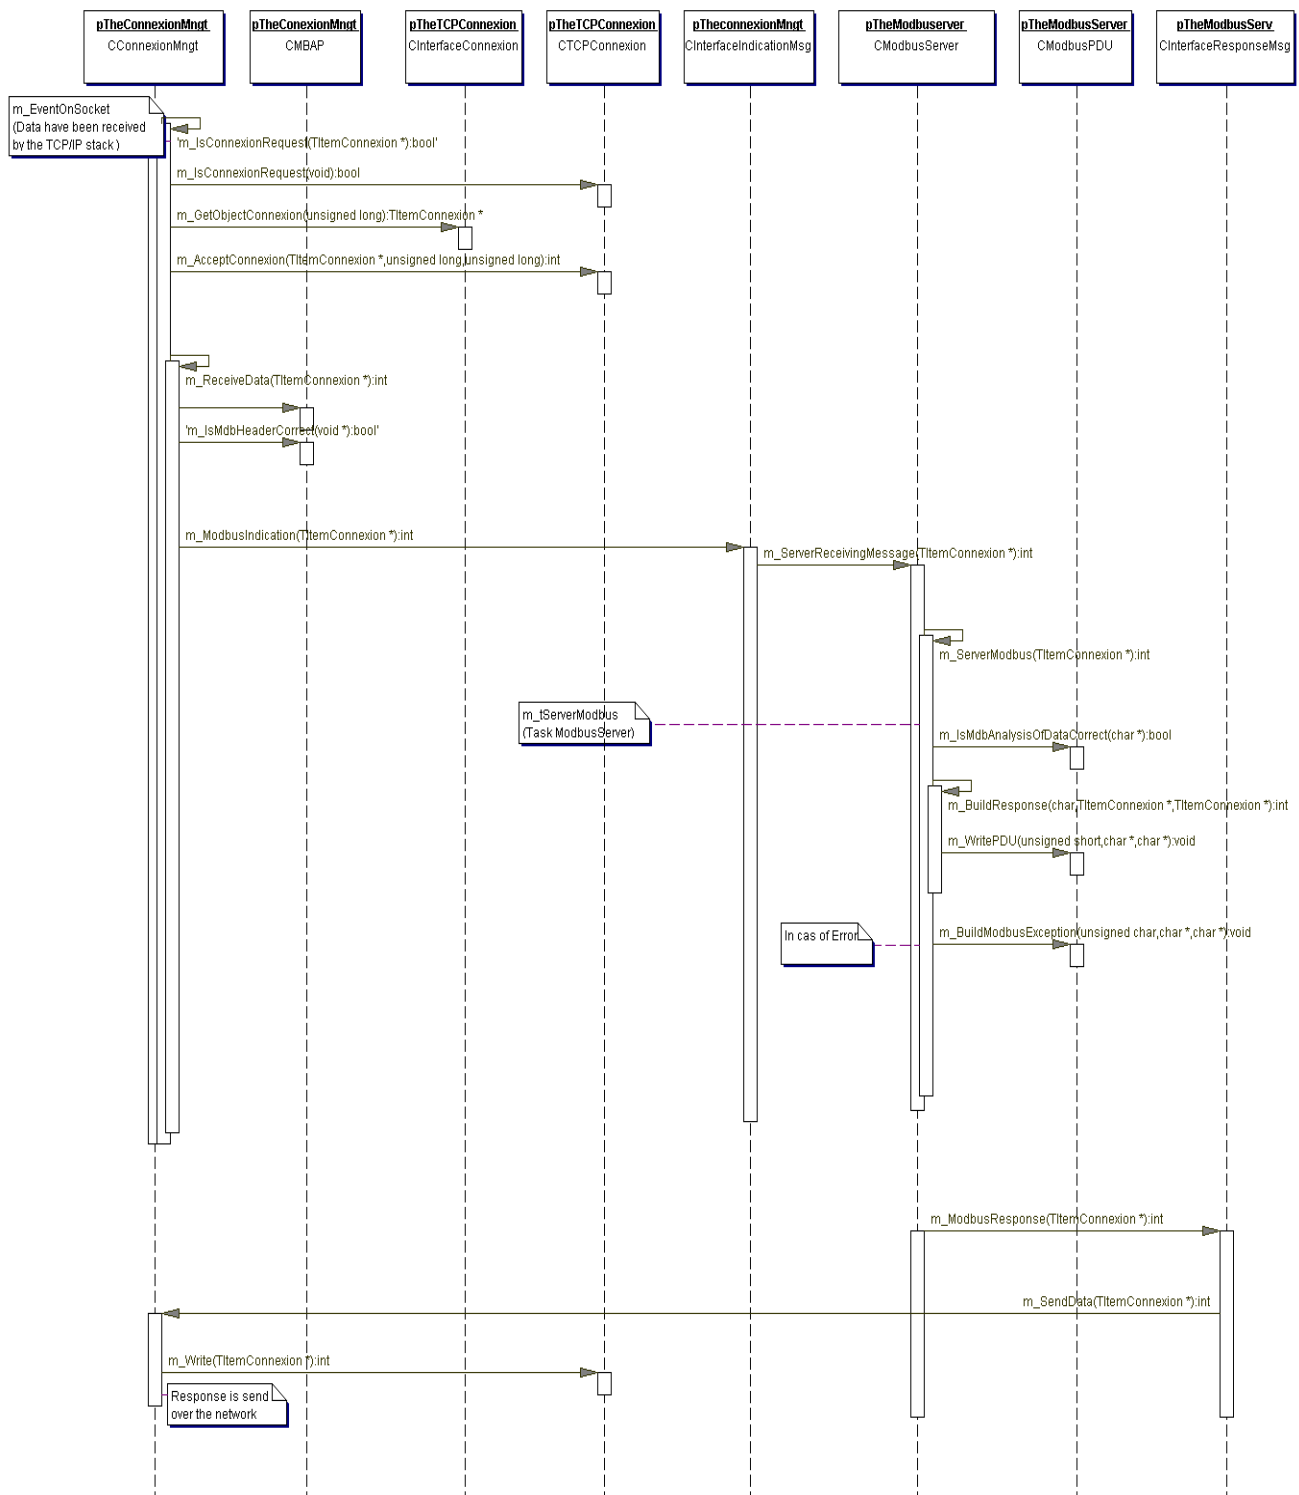 pTheConnexionMngt
CConnexionMngt
pTheConexionMngt
CMBAP
pTheTCPConnexion
CInterfaceConnexion
pTheTCPConnexion
CTCPConnexion
pTheconnexionMngt
CInterfaceIndicationMsg
pTheModbuserver
CModbusServer
pTheModbusServer
CModbusPDU
pTheModbusServ
CInterfaceResponseMsg
m_EventOnSocket
(Data have been received
by the TCP/IP stack )
'm_IsConnexionRequest(TItemConnexion *):bool'
m_IsConnexionRequest(void):bool
m_GetObjectConnexion(unsigned long):TItemConnexion *
m_AcceptConnexion(TItemConnexion *,unsigned long,unsigned long):int
m_ReceiveData(TItemConnexion *):int
'm_IsMdbHeaderCorrect(void *):bool'
m_ModbusIndication(TItemConnexion *):int
m_ServerReceivingMessage(TItemConnexion *):int
m_ServerModbus(TItemConnexion *):int
m_tServerModbus
(Task ModbusServer)
m_IsMdbAnalysisOfDataCorrect(char *):bool
m_BuildResponse(char,TItemConnexion *,TItemConnexion *):int
m_WritePDU(unsigned short,char *,char *):void
In cas of Error
m_BuildModbusException(unsigned char,char *,char *):void
m_ModbusResponse(TItemConnexion *):int
m_SendData(TItemConnexion *):int
m_Write(TItemConnexion *):int
Response is send
over the network